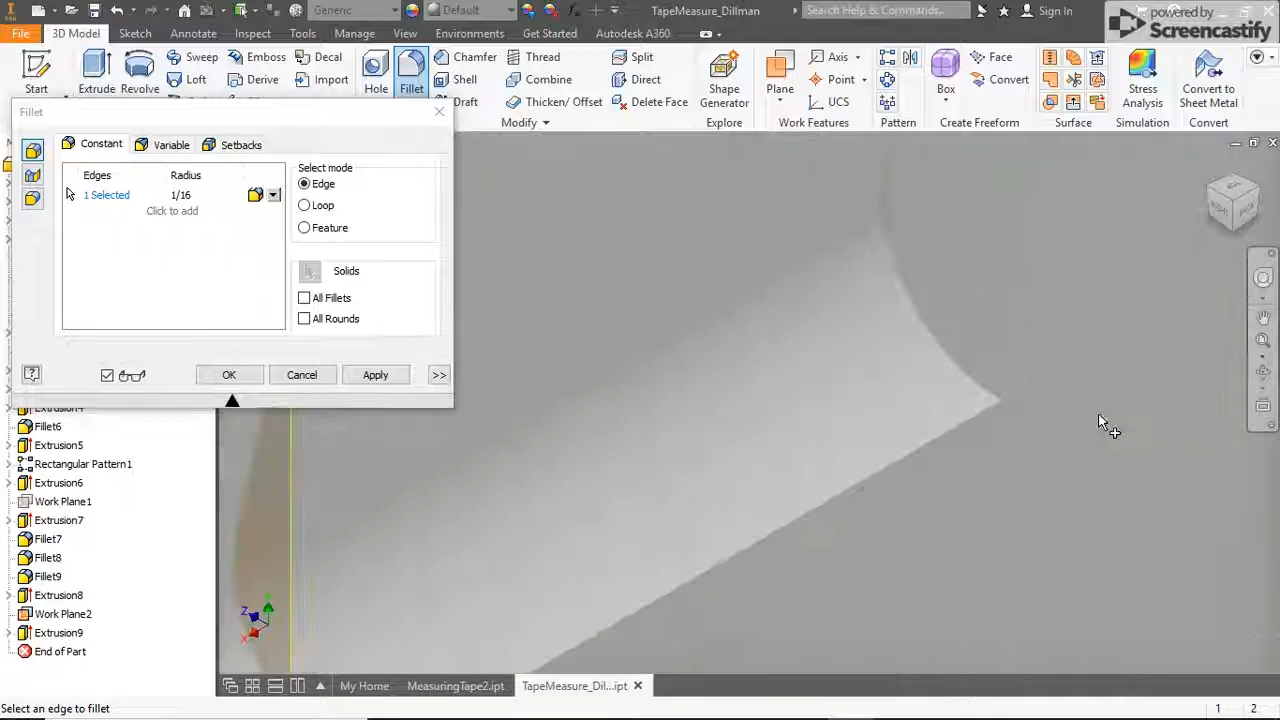 Generic
Default
TapeMeasure_Dillman
Search Help & Commands...
Sign In
powered by
Screencastify
PRO
File
3D Model
Sketch
Annotate
Inspect
Tools
Manage
View
Environments
Get Started
Autodesk A360
Start
Extrude
Revolve
Sweep
Emboss
Decal
Loft
Derive
Import
Hole
Fillet
Chamfer
Thread
Split
Shell
Combine
Direct
Draft
Thicken/ Offset
Delete Face
Modify
Shape
Generator
Explore
Plane
Axis
Point
UCS
Work Features
Pattern
Box
Face
Convert
Create Freeform
Surface
Stress
Analysis
Simulation
Convert to
Sheet Metal
Convert
Fillet
Constant
Variable
Setbacks
Edges
Radius
1 Selected
1/16
Click to add
Select mode
Edge
Loop
Feature
Solids
All Fillets
All Rounds
OK
Cancel
Apply
>>
Extrusion4
Fillet6
Extrusion5
Rectangular Pattern1
Extrusion6
Work Plane1
Extrusion7
Fillet7
Fillet8
Fillet9
Extrusion8
Work Plane2
Extrusion9
End of Part
RIGHT
BACK
Z
X
My Home
MeasuringTape2.ipt
TapeMeasure_Dil...ipt
Select an edge to fillet
1
2